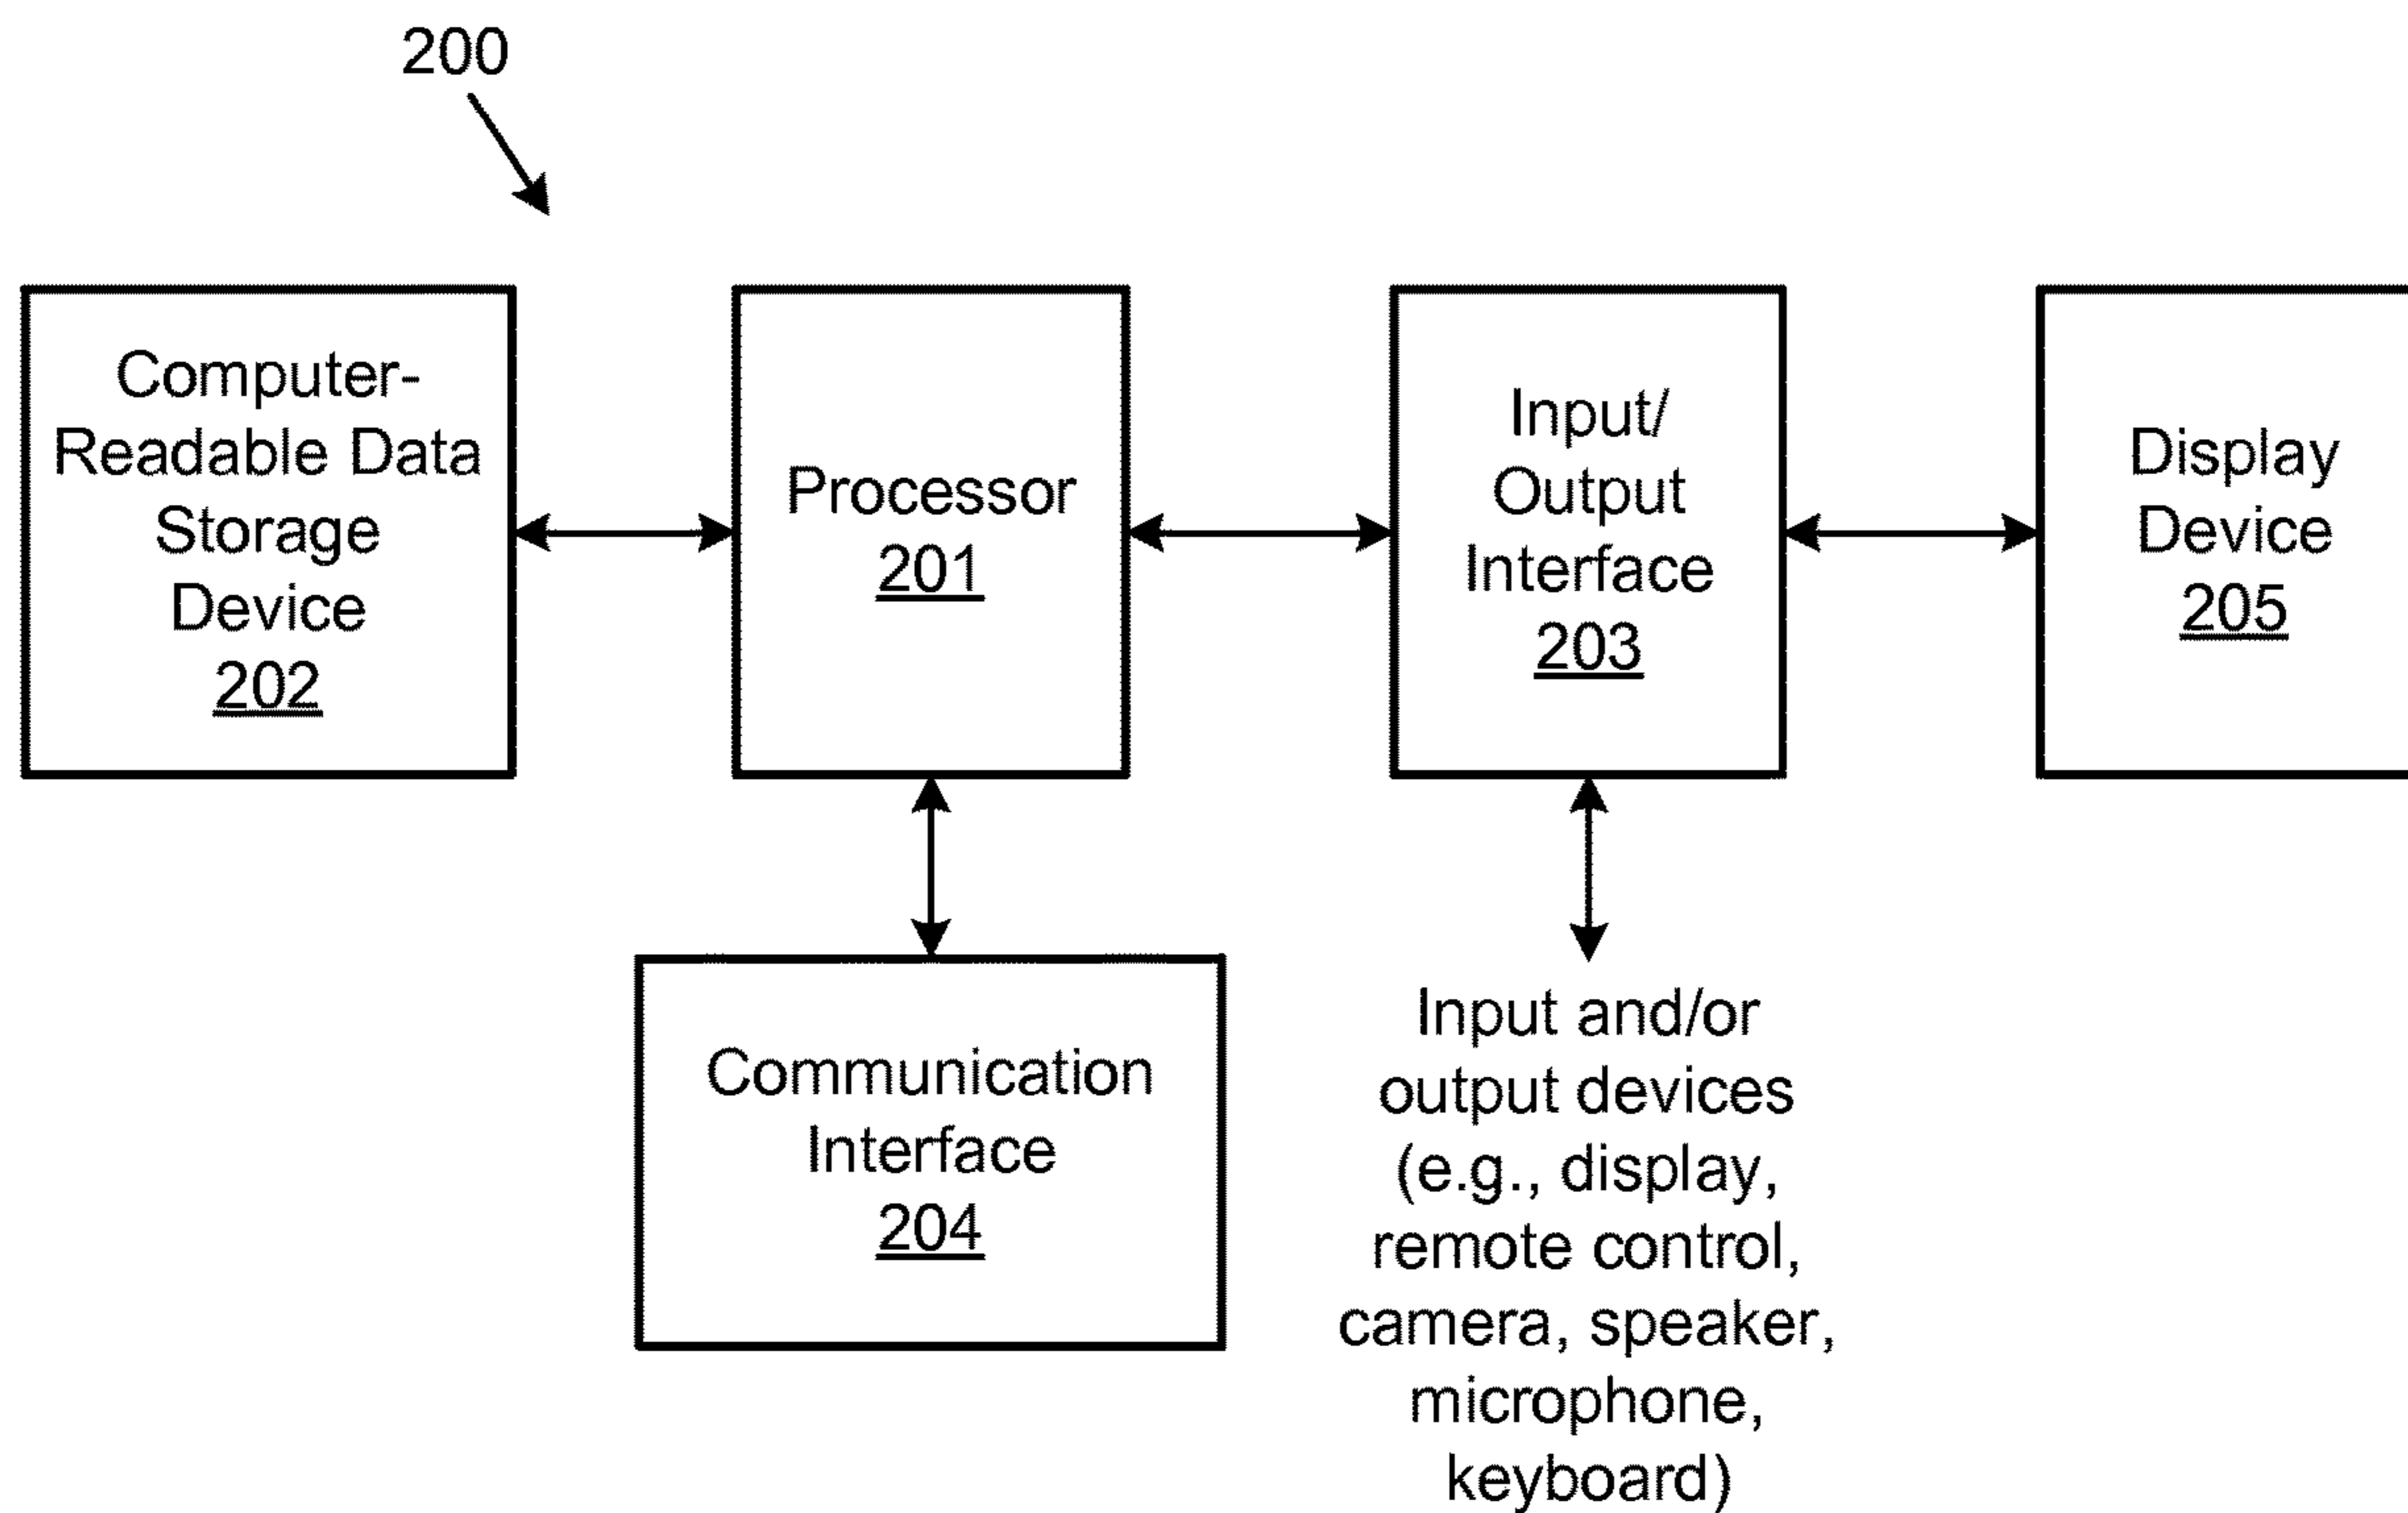 200
Computer-
Readable Data
Storage
Device
202
Processor
201
Input/
Output
Interface
203
Display
Device
205
Communication
Interface
204
Input and/or
output devices
(e.g., display,
remote control,
camera, speaker,
microphone,
keyboard)